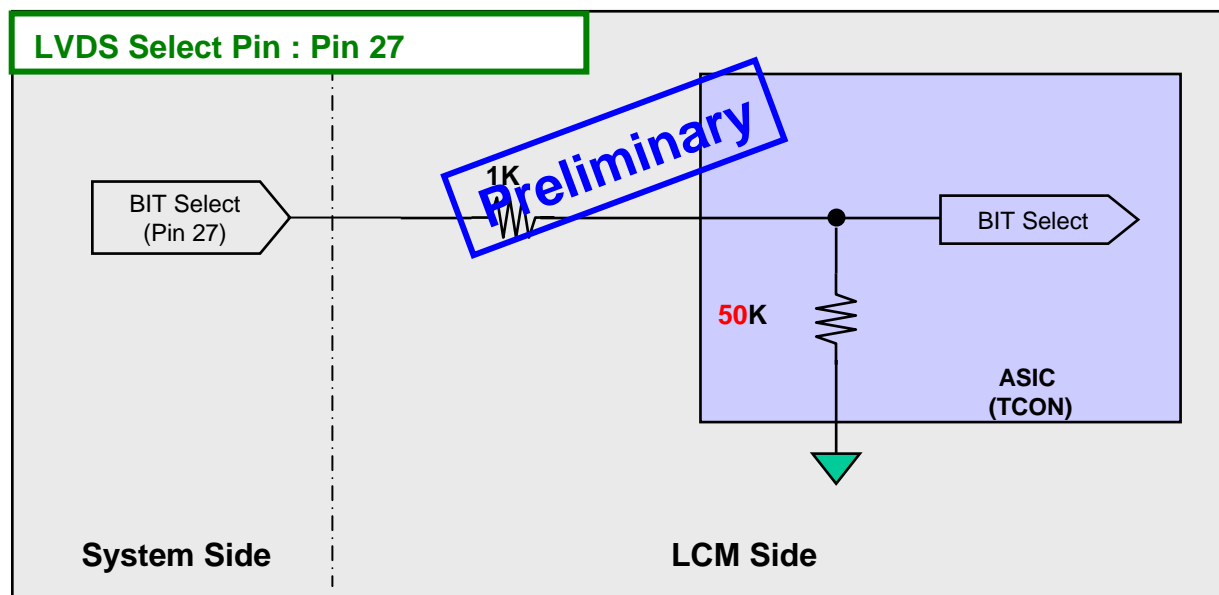 LVDS Select Pin : Pin 27
Preliminary
1K
BIT Select
(Pin 27)
BIT Select
50K
ASIC
(TCON)
System Side
LCM Side